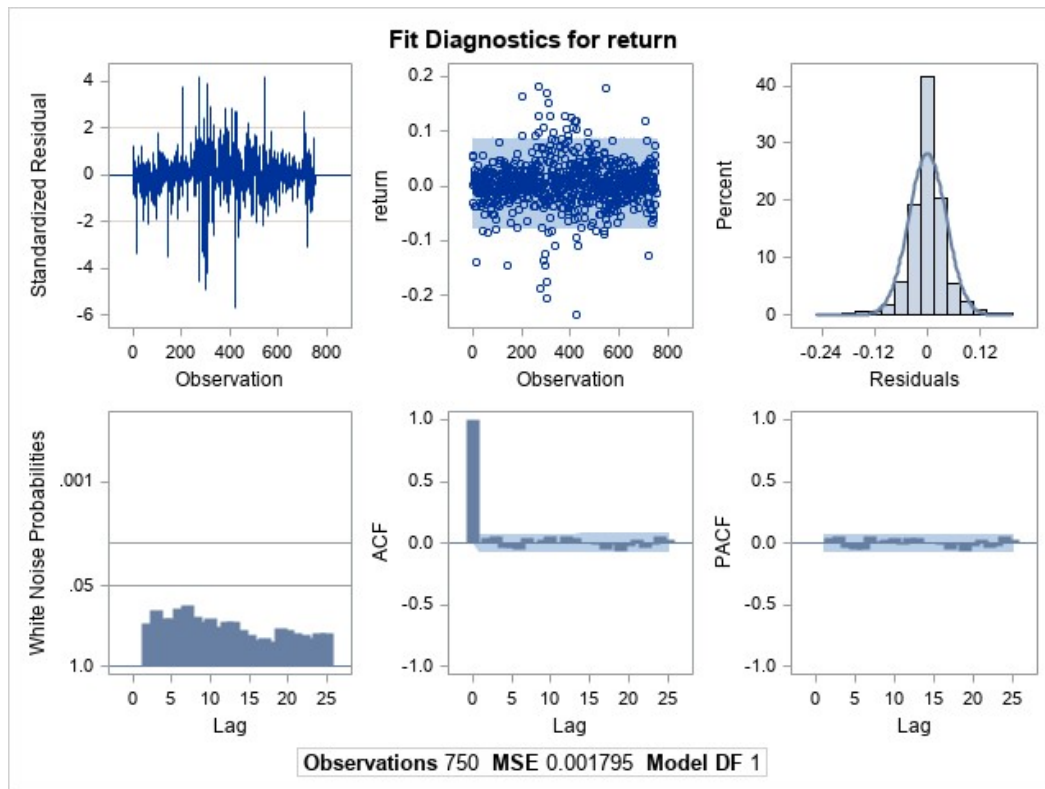 Fit Diagnostics for return
Standardized Residual
4
2
0
-2
-4
-6
0 200 400 600 800
Observation
return
0.2
0.1
0.0
-0.1
-0.2
0 200 400 600 800
Observation
Percent
40
30
20
10
0
-0.24 -0.12 0 0.12
Residuals
White Noise Probabilities
.001
.05
1.0
0 5 10 15 20 25
Lag
ACF
1.0
0.5
0.0
-0.5
-1.0
0 5 10 15 20 25
Lag
PACF
1.0
0.5
0.0
-0.5
-1.0
0 5 10 15 20 25
Lag
Observations 750 MSE 0.001795 Model DF 1